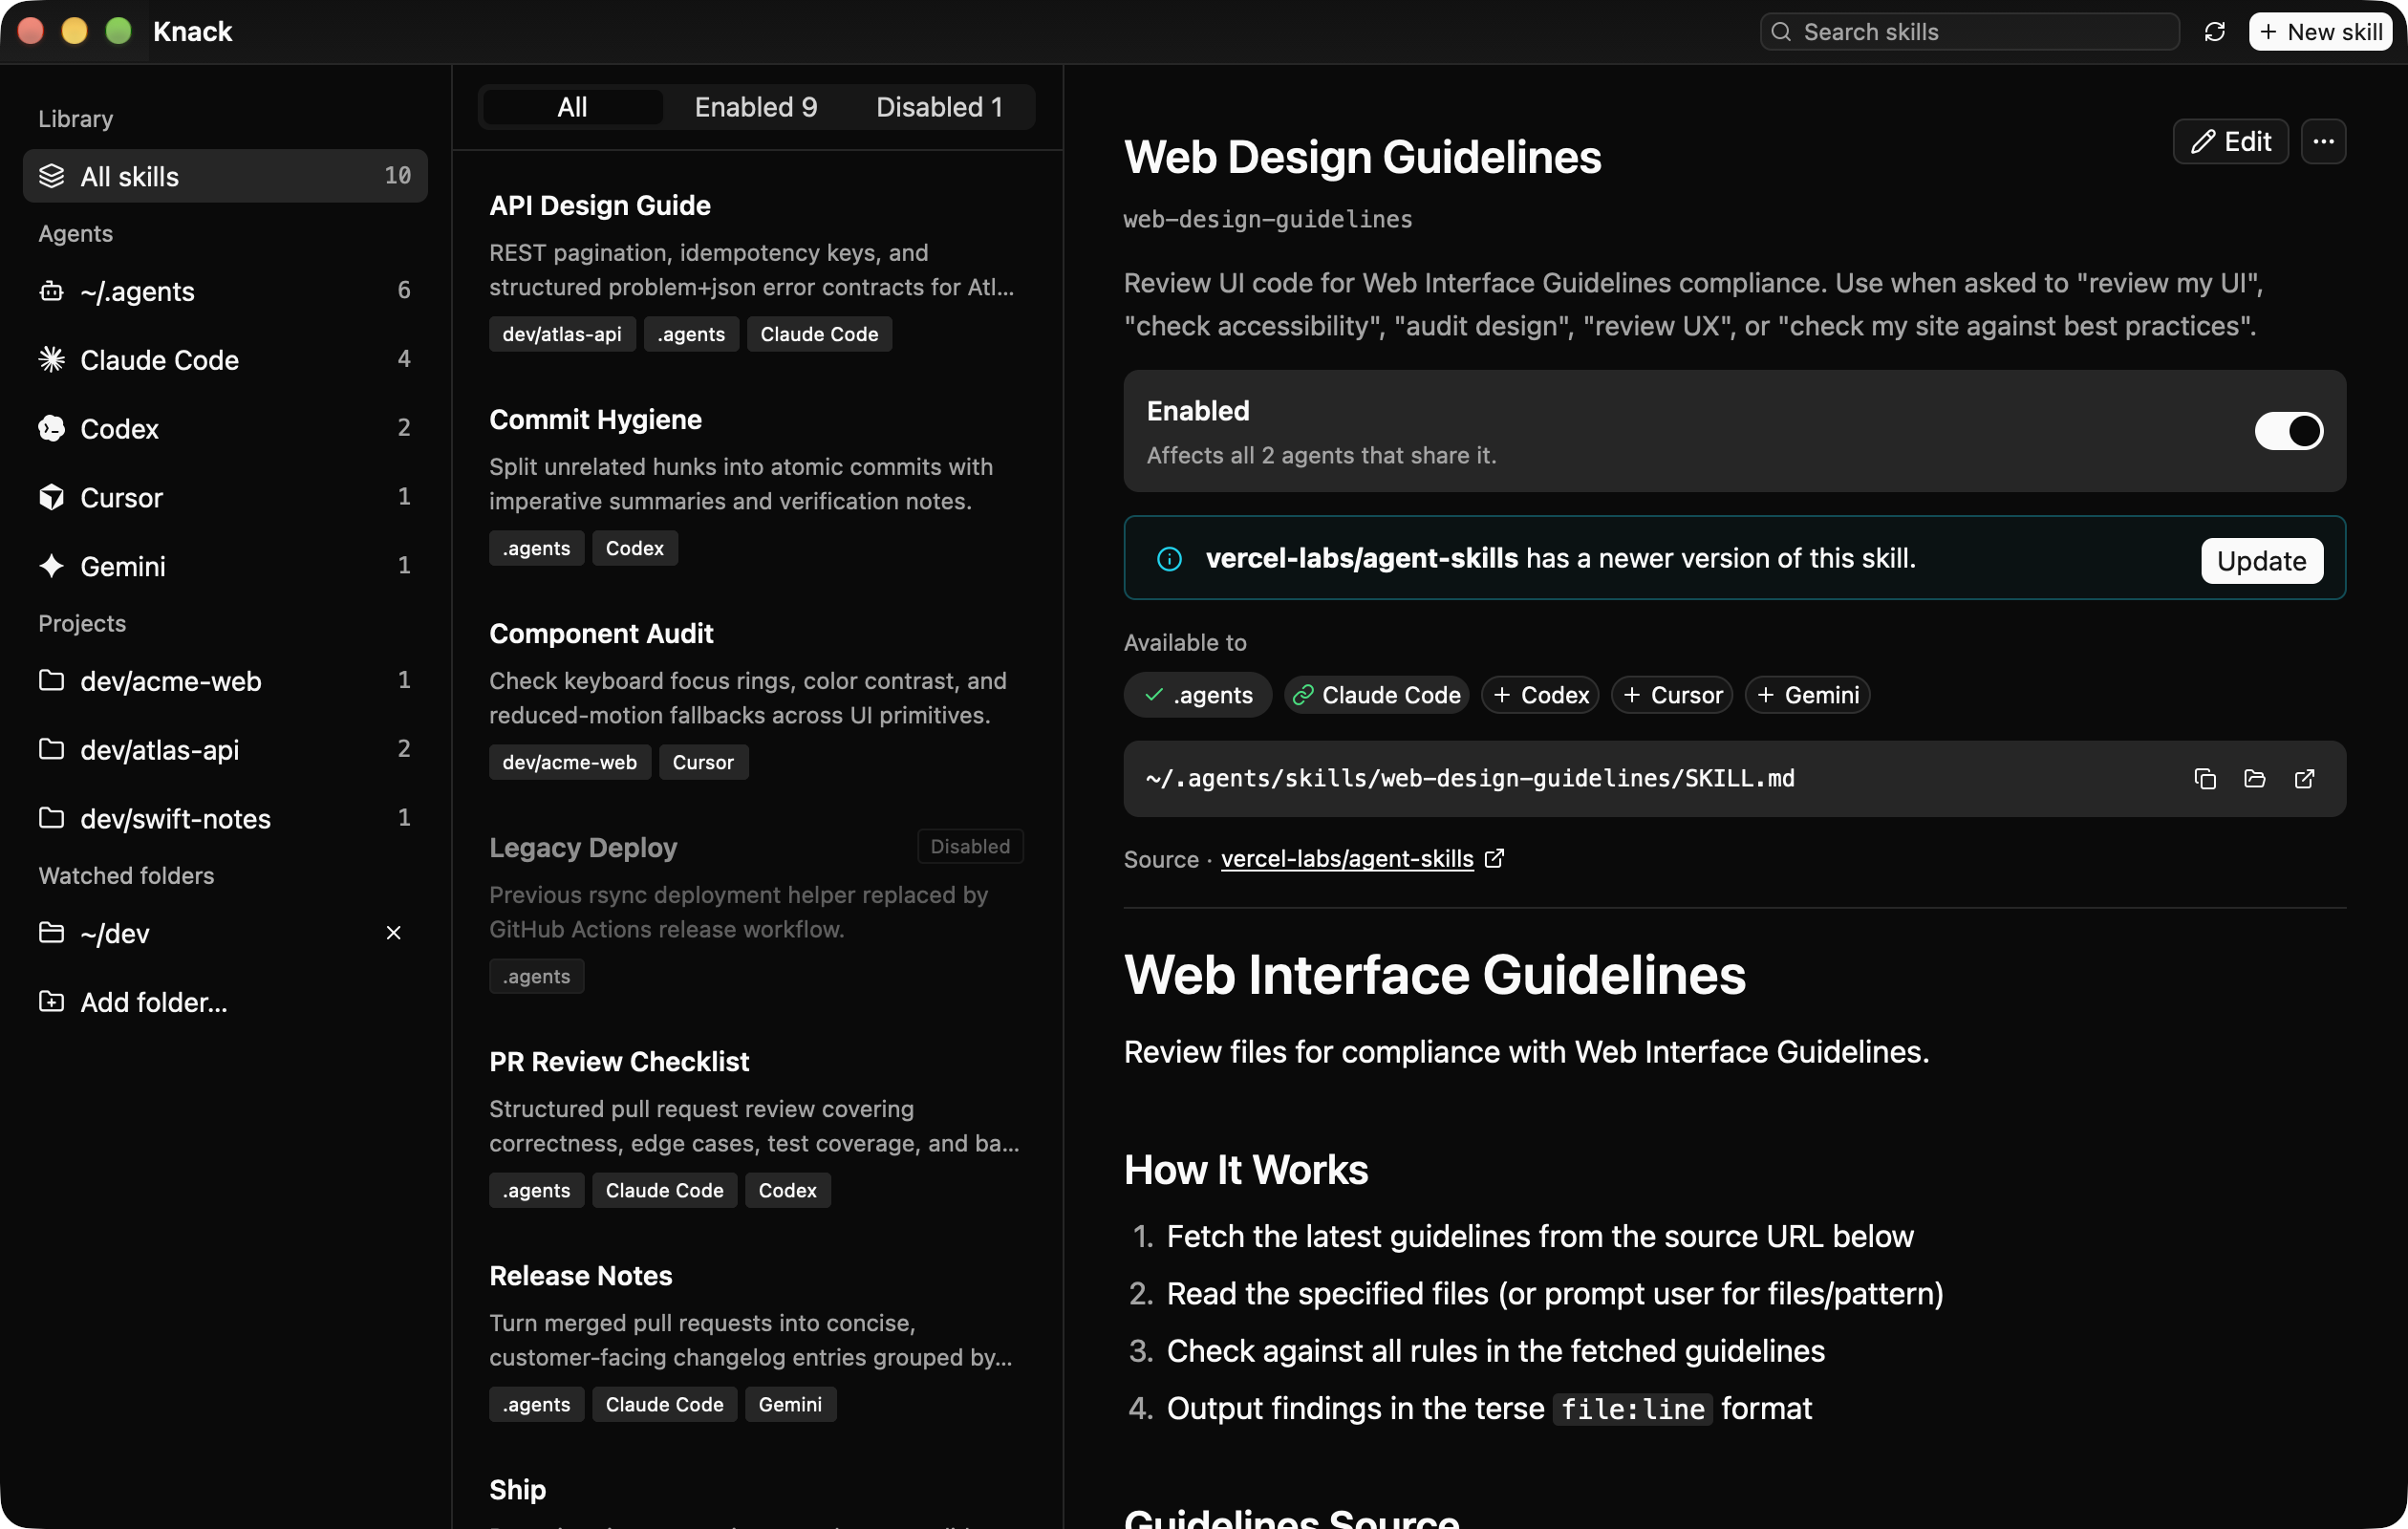 Knack
Search skills
New skill
Library
All skills 10
Agents
~/.agents 6
Claude Code 4
Codex 2
Cursor 1
Gemini 1
Projects
dev/acme-web 1
dev/atlas-api 2
dev/swift-notes 1
Watched folders
~/dev
Add folder...
All Enabled 9 Disabled 1
API Design Guide
REST pagination, idempotency keys, and
structured problem+json error contracts for Atl...
dev/atlas-api .agents Claude Code
Commit Hygiene
Split unrelated hunks into atomic commits with
imperative summaries and verification notes.
.agents Codex
Component Audit
Check keyboard focus rings, color contrast, and
reduced-motion fallbacks across UI primitives.
dev/acme-web Cursor
Legacy Deploy Disabled
Previous rsync deployment helper replaced by
GitHub Actions release workflow.
.agents
PR Review Checklist
Structured pull request review covering
correctness, edge cases, test coverage, and ba...
.agents Claude Code Codex
Release Notes
Turn merged pull requests into concise,
customer-facing changelog entries grouped by...
.agents Claude Code Gemini
Ship
Web Design Guidelines
Edit
web-design-guidelines
Review UI code for Web Interface Guidelines compliance. Use when asked to "review my UI",
"check accessibility", "audit design", "review UX", or "check my site against best practices".
Enabled
Affects all 2 agents that share it.
vercel-labs/agent-skills has a newer version of this skill.
Update
Available to
.agents Claude Code Codex Cursor Gemini
~/.agents/skills/web-design-guidelines/SKILL.md
Source · vercel-labs/agent-skills
Web Interface Guidelines
Review files for compliance with Web Interface Guidelines.
How It Works
1. Fetch the latest guidelines from the source URL below
2. Read the specified files (or prompt user for files/pattern)
3. Check against all rules in the fetched guidelines
4. Output findings in the terse file:line format
Guidelines Source